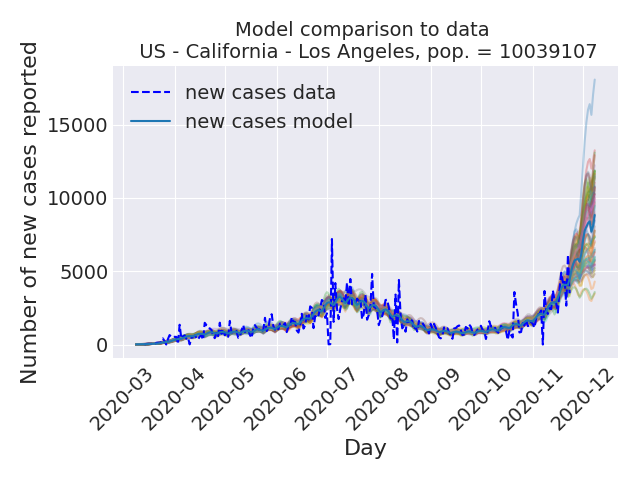 Model comparison to data
US - California - Los Angeles, pop. = 10039107
Number of new cases reported
new cases data
new cases model
15000
10000
5000
0
2020-03
2020-04
2020-05
2020-06
2020-07
2020-08
2020-09
2020-10
2020-11
2020-12
Day